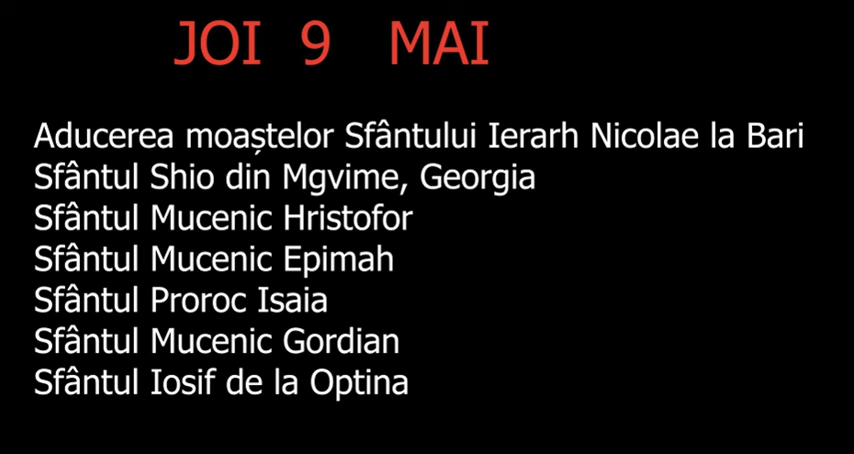 JOI 9 MAI
Aducerea moaștelor Sfântului Ierarh Nicolae la Bari
Sfântul Shio din Mgvime, Georgia
Sfântul Mucenic Hristofor
Sfântul Mucenic Epimah
Sfântul Proroc Isaia
Sfântul Mucenic Gordian
Sfântul Iosif de la Optina